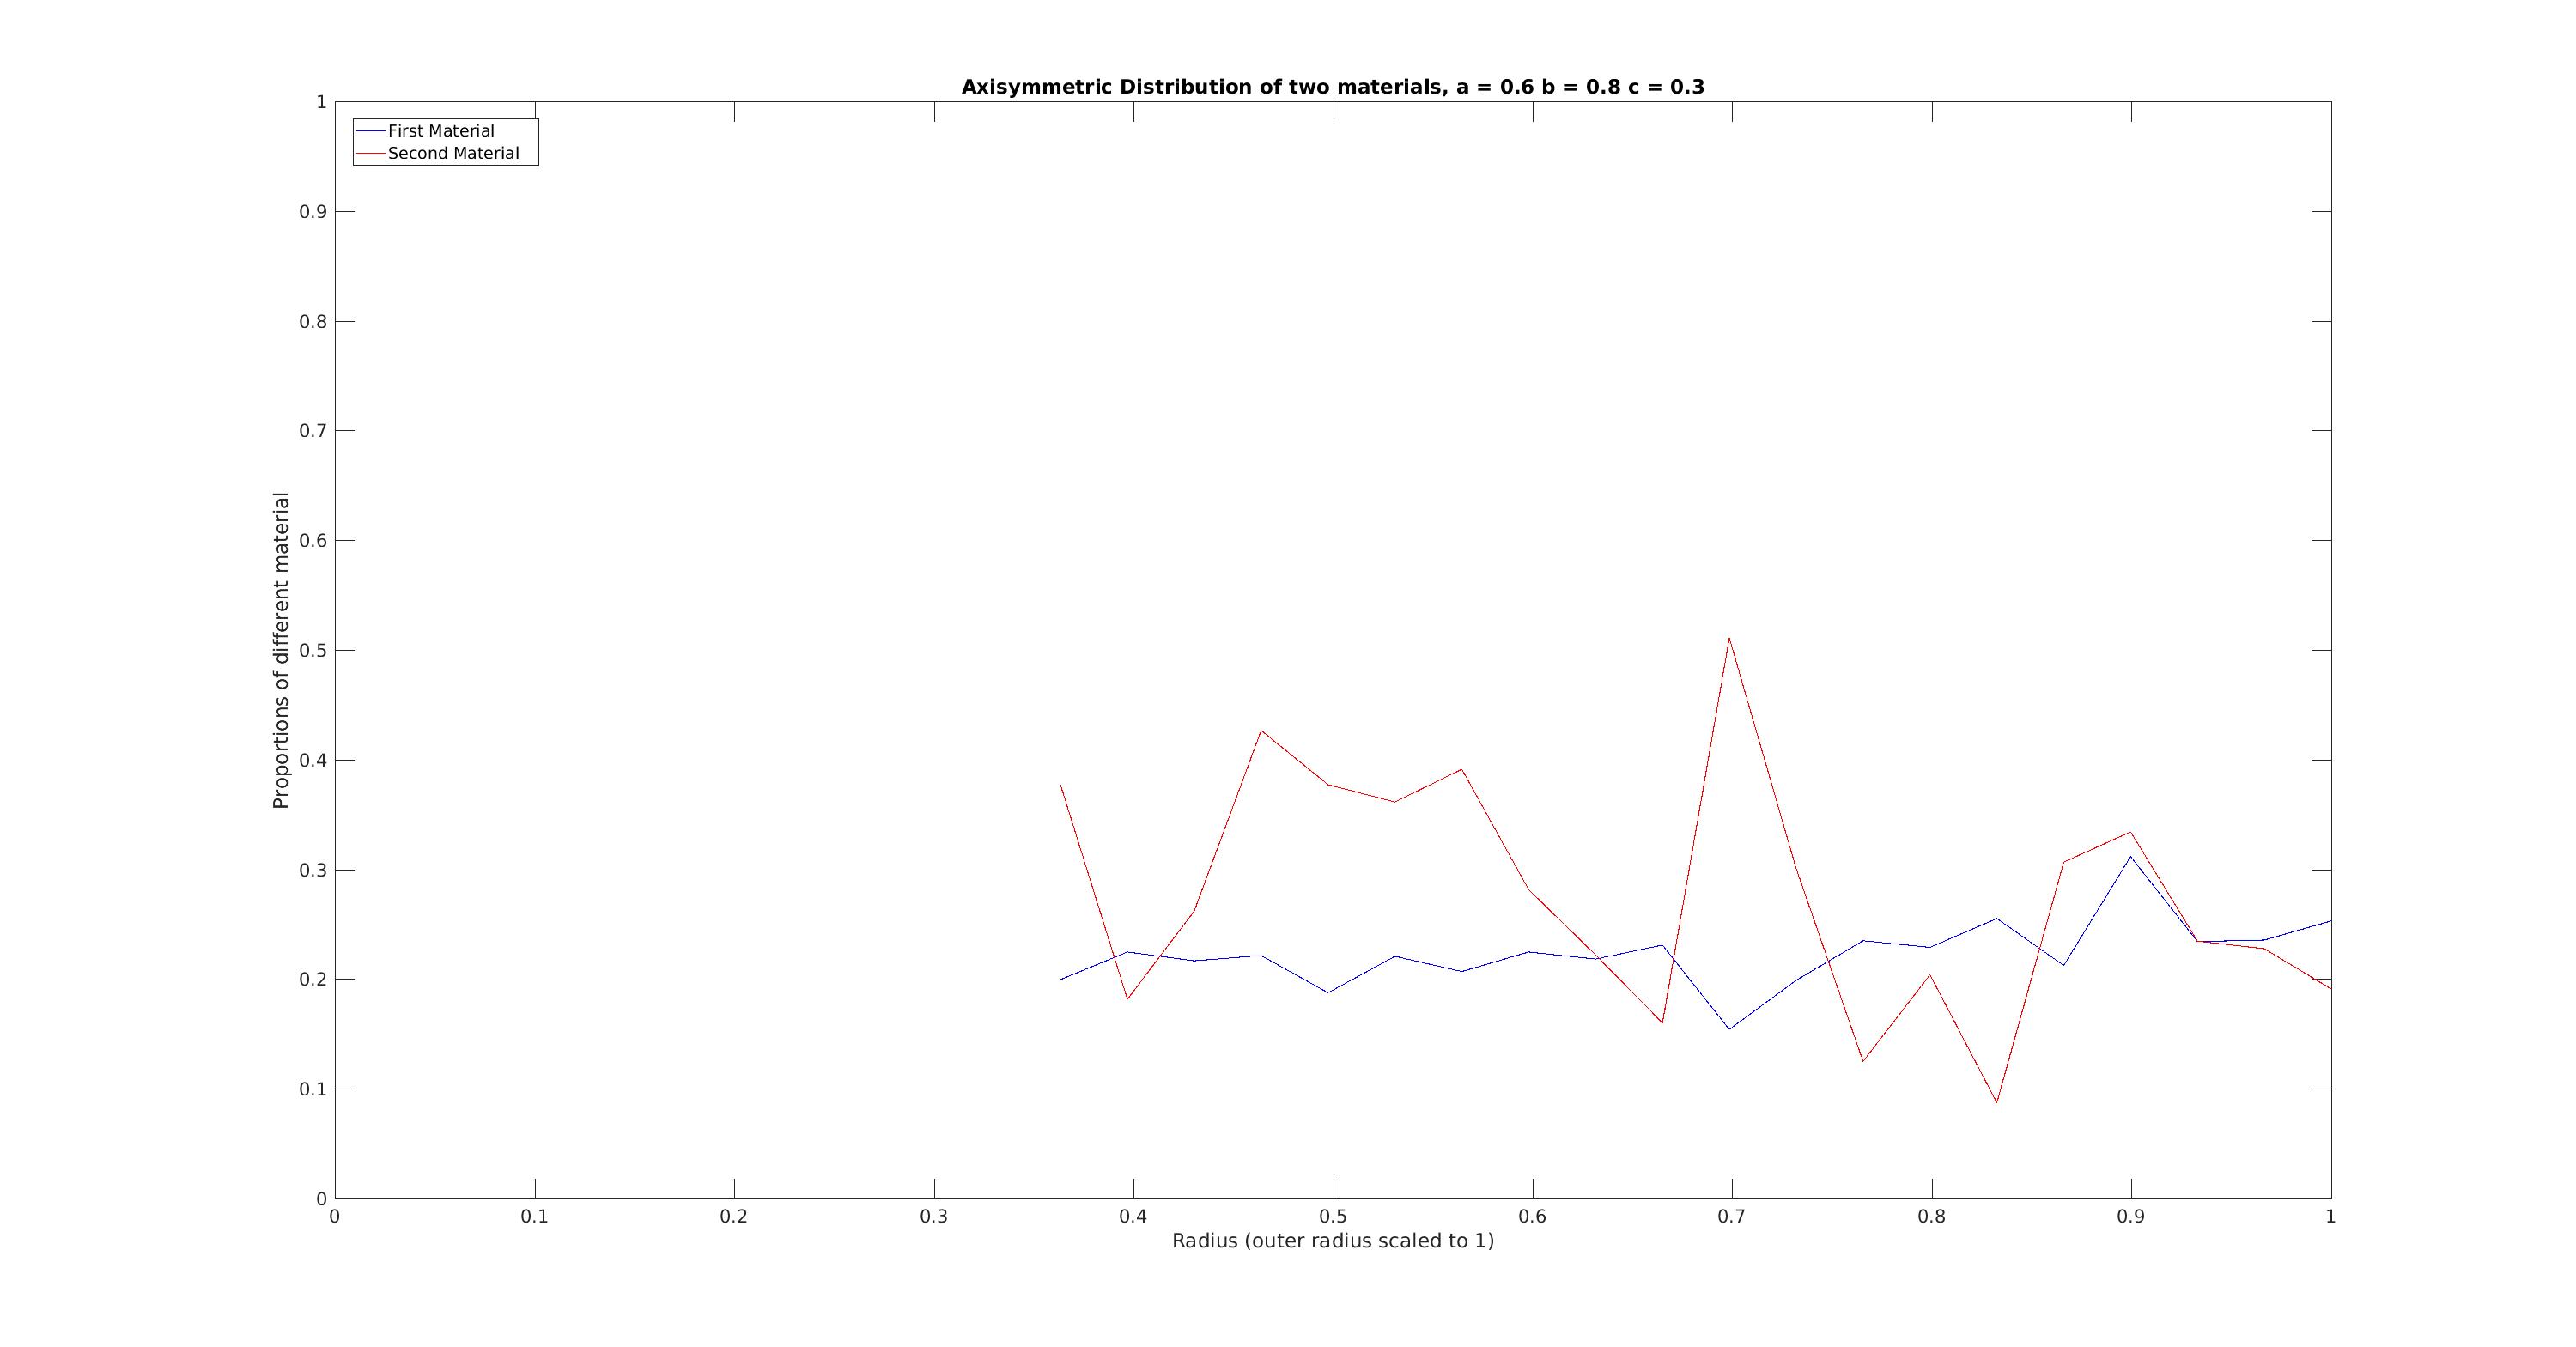 Axisymmetric Distribution of two materials, a = 0.6 b = 0.8 c = 0.3
First Material
Second Material
1
0.9
0.8
0.7
0.6
0.5
0.4
0.3
0.2
0.1
0
Proportions of different material
0 0.1 0.2 0.3 0.4 0.5 0.6 0.7 0.8 0.9 1
Radius (outer radius scaled to 1)